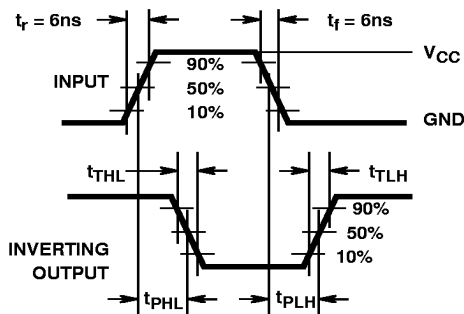 tr = 6ns
tf = 6ns
VCC
INPUT
90%
50%
10%
GND
tTHL
tTLH
90%
50%
10%
INVERTING
OUTPUT
tPHL
tPLH